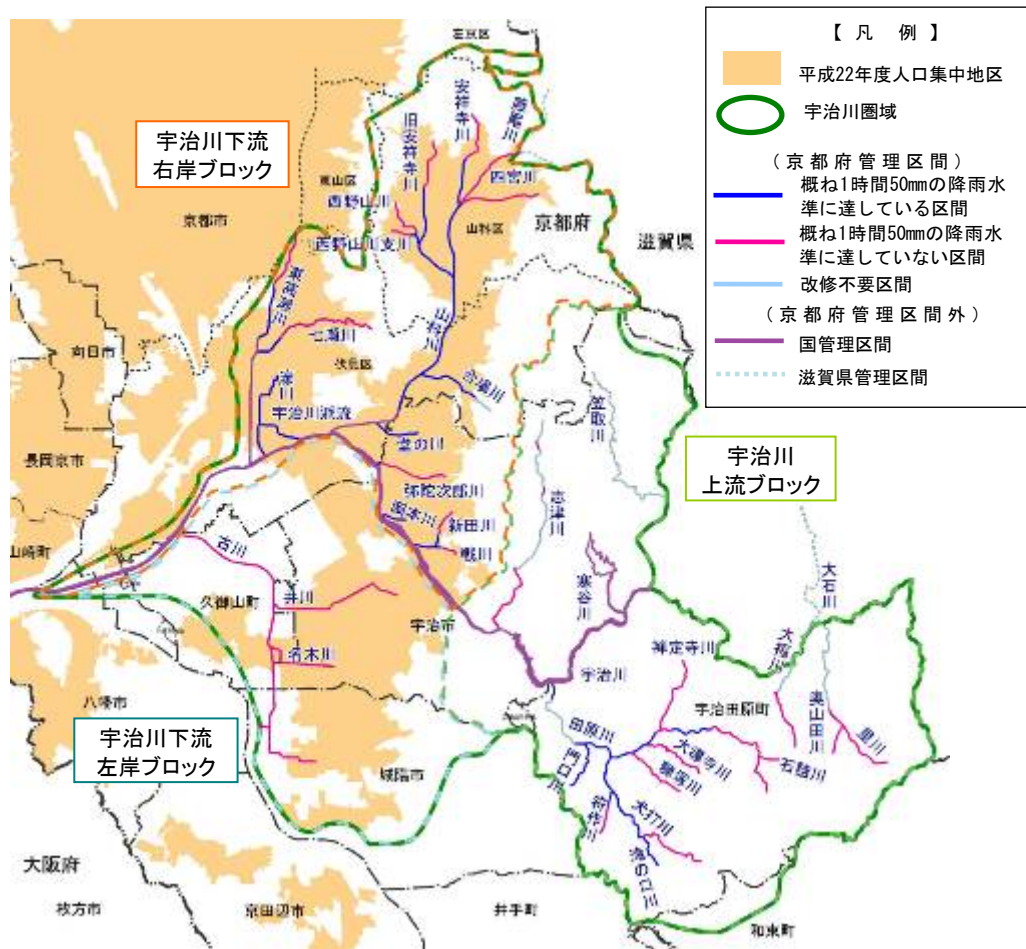 【 凡 例 】
平成22年度人口集中地区
宇治川圏域
（京都府管理区間）
概ね1時間50mmの降雨水
準に達している区間
概ね1時間50mmの降雨水
準に達していない区間
改修不要区間
（京都府管理区間外）
国管理区間
滋賀県管理区間
宇治川下流
右岸ブロック
宇治川
上流ブロック
宇治川下流
左岸ブロック
左京区
安祥寺川
旧安祥寺川
四宮川
東山区
西野山川
山科区
京都府
滋賀県
京都市
西野山川支川
山科川
七瀬川
伏見区
向日市
濠川
合場川
宇治川派流
笠取川
堂の川
長岡京市
弥陀次郎川
志津川
新田川
岡本川
戦川
山崎町
古川
大石川
寒谷川
久御山町
井川
宇治市
名木川
禅定寺川
大福川
宇治川
八幡市
宇治田原町
奥山田川
田原川
里川
門口川
大導寺川
糠塚川
石詰川
城陽市
符作川
犬打川
大阪府
枚方市
京田辺市
井手町
和束町